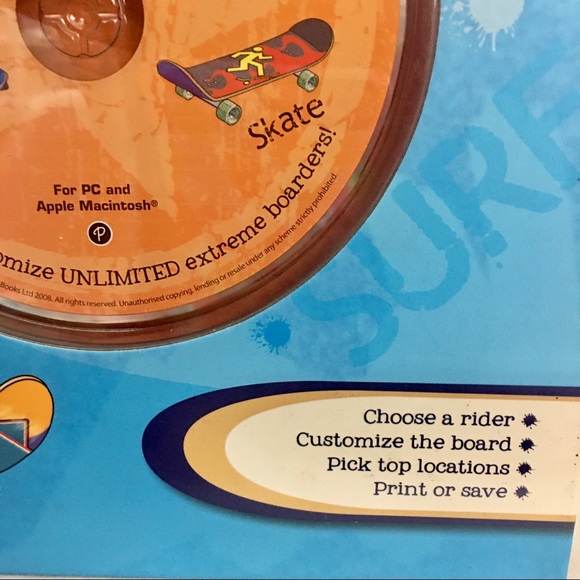 Skate
For PC and
Apple Macintosh®
P
omize UNLIMITED extreme boarders!
Books Ltd 2006. All rights reserved. Unauthorised copying, lending or resale under any scheme strictly prohibited.
SURF
Choose a rider
Customize the board
Pick top locations
Print or save